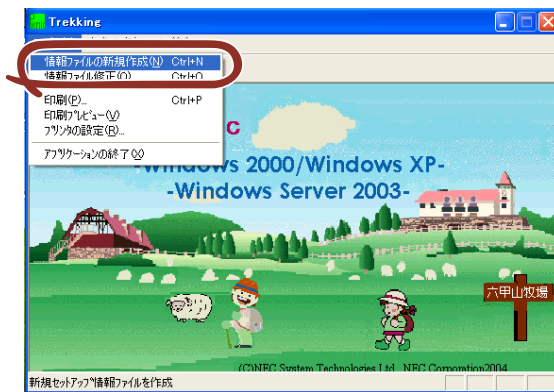 Trekking
情報ファイルの新規作成(N) Ctrl+N
情報ファイル修正(O) Ctrl+O
印刷(P)... Ctrl+P
印刷プレビュー(V)
プリンタの設定(R)...
アプリケーションの終了(X)
C
-Windows 2000/Windows XP-
-Windows Server 2003-
六甲山牧場
(C)NEC System Technologies Ltd., NEC Corporation2004
新規セットアップ情報ファイルを作成